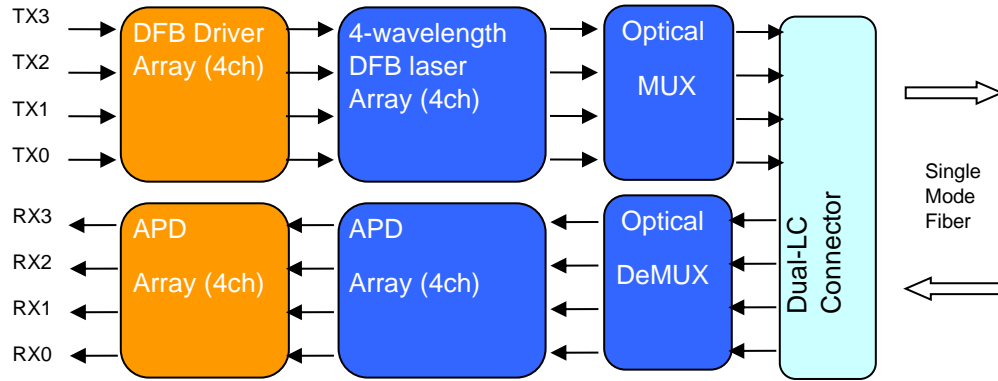 TX3
TX2
TX1
TX0
DFB Driver
Array (4ch)
4-wavelength
DFB laser
Array (4ch)
Optical
MUX
RX3
RX2
RX1
RX0
APD
Array (4ch)
APD
Array (4ch)
Optical
DeMUX
Dual-LC
Connector
Single
Mode
Fiber